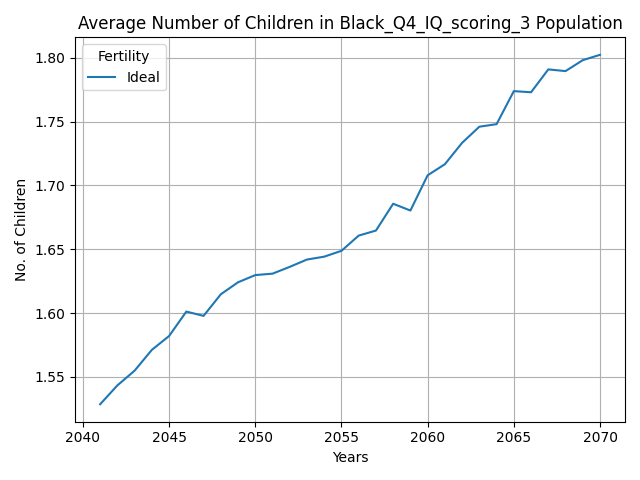 Average Number of Children in Black_Q4_IQ_scoring_3 Population
Fertility
Ideal
No. of Children
1.80
1.75
1.70
1.65
1.60
1.55
2040 2045 2050 2055 2060 2065 2070
Years